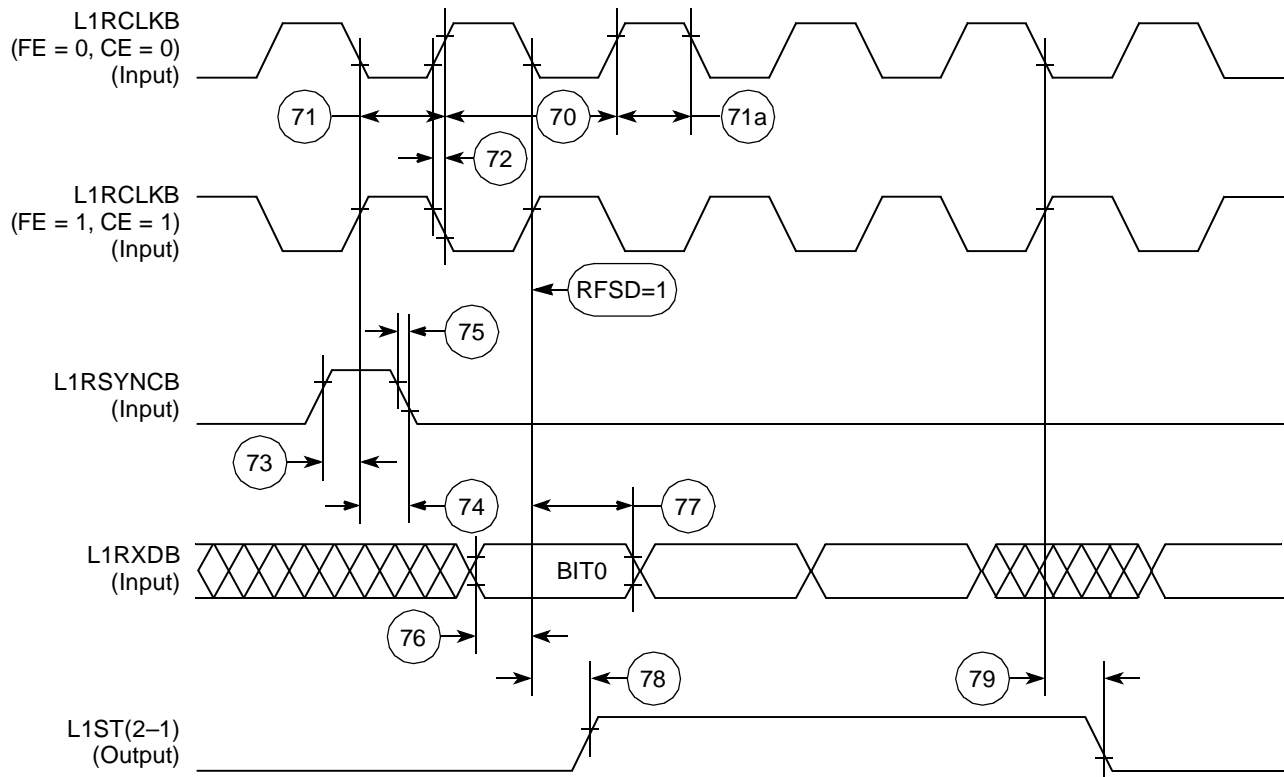 L1RCLKB
(FE = 0, CE = 0)
(Input)
71
70
71a
72
L1RCLKB
(FE = 1, CE = 1)
(Input)
RFSD=1
75
L1RSYNCB
(Input)
73
74
77
L1RXDB
(Input)
BIT0
76
78
79
L1ST(2–1)
(Output)